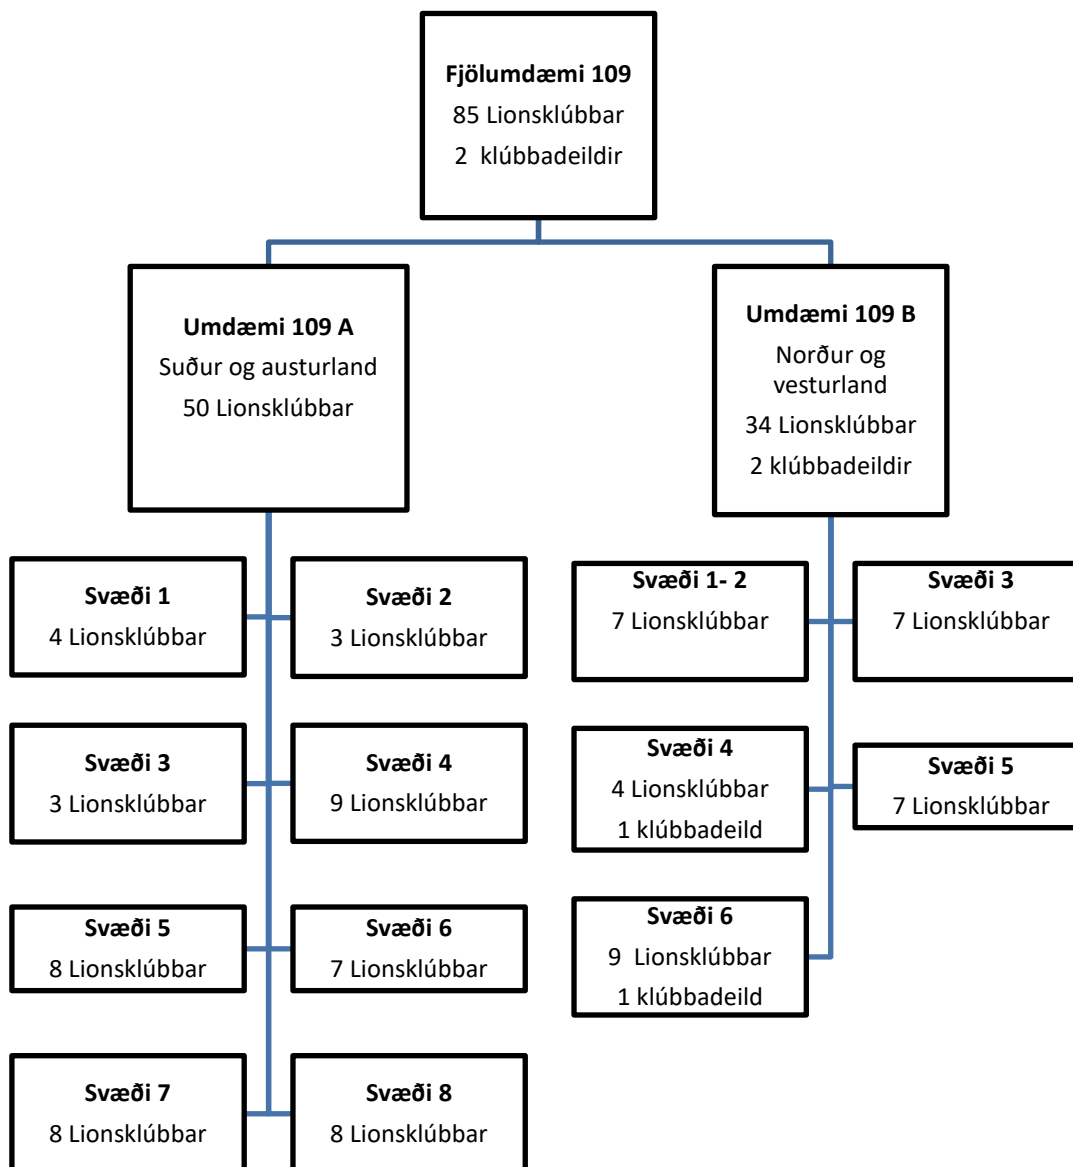 Fjölumdæmi 109
85 Lionsklúbbar
2 klúbbadeildir
Umdæmi 109 A
Suður og austurland
50 Lionsklúbbar
Umdæmi 109 B
Norður og
vesturland
34 Lionsklúbbar
2 klúbbadeildir
Svæði 1
4 Lionsklúbbar
Svæði 2
3 Lionsklúbbar
Svæði 3
3 Lionsklúbbar
Svæði 4
9 Lionsklúbbar
Svæði 5
8 Lionsklúbbar
Svæði 6
7 Lionsklúbbar
Svæði 7
8 Lionsklúbbar
Svæði 8
8 Lionsklúbbar
Svæði 1- 2
7 Lionsklúbbar
Svæði 3
7 Lionsklúbbar
Svæði 4
4 Lionsklúbbar
1 klúbbadeild
Svæði 5
7 Lionsklúbbar
Svæði 6
9 Lionsklúbbar
1 klúbbadeild